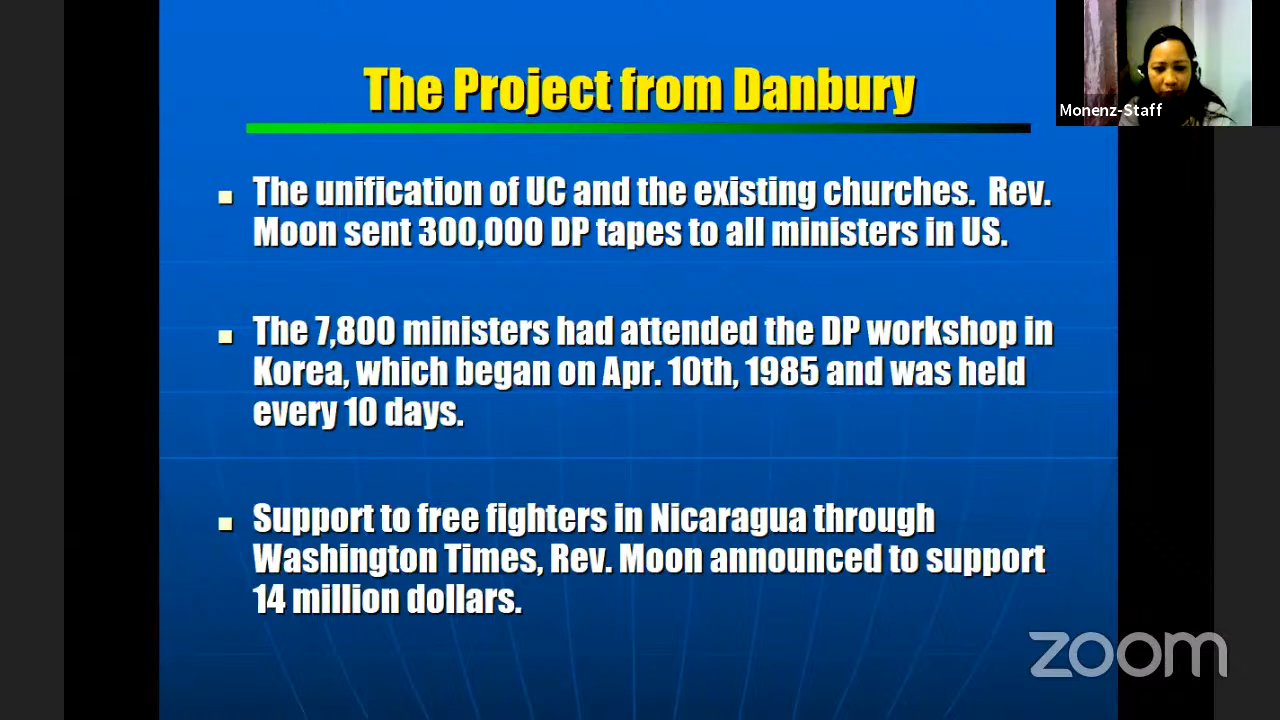 The Project from Danbury
Monenz-Staff
The unification of UC and the existing churches. Rev.
Moon sent 300,000 DP tapes to all ministers in US.
The 7,800 ministers had attended the DP workshop in
Korea, which began on Apr. 10th, 1985 and was held
every 10 days.
Support to free fighters in Nicaragua through
Washington Times, Rev. Moon announced to support
14 million dollars.
zoom